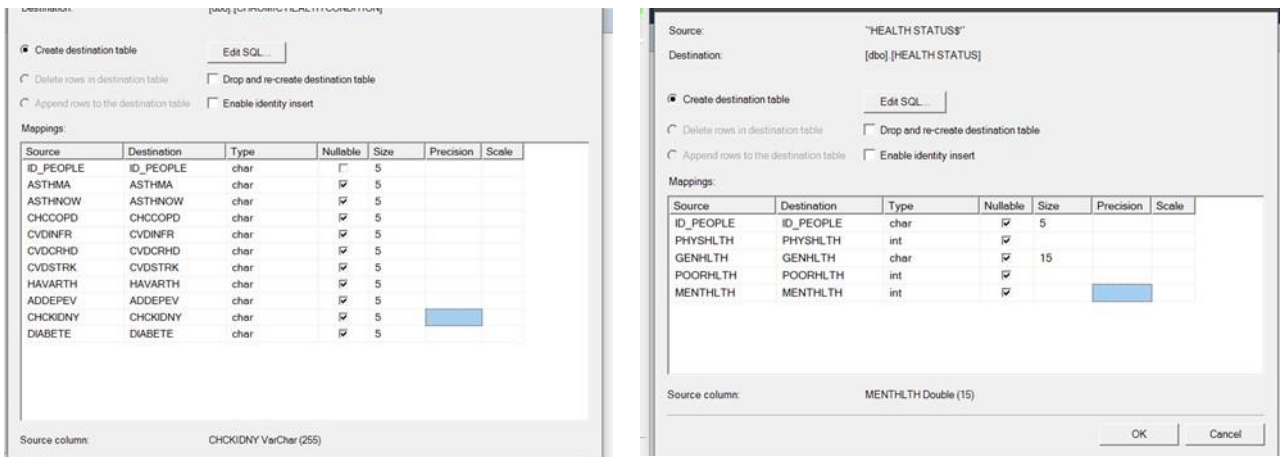 Destination: [dbo].[CHROMIC HEALTH CONDITION]
Create destination table Edit SQL...
Delete rows in destination table Drop and re-create destination table
Append rows to the destination table Enable identity insert
Mappings:
Source Destination Type Nullable Size Precision Scale
ID_PEOPLE ID_PEOPLE char 5
ASTHMA ASTHMA char 5
ASTHNOW ASTHNOW char 5
CHCCOPD CHCCOPD char 5
CVDINFR CVDINFR char 5
CVDCRHD CVDCRHD char 5
CVDSTRK CVDSTRK char 5
HAVARTH HAVARTH char 5
ADDEPEV ADDEPEV char 5
CHCKIDNY CHCKIDNY char 5
DIABETE DIABETE char 5
Source column: CHCKIDNY VarChar (255)
Source: "HEALTH STATUS$"
Destination: [dbo].[HEALTH STATUS]
Create destination table Edit SQL...
Delete rows in destination table Drop and re-create destination table
Append rows to the destination table Enable identity insert
Mappings:
Source Destination Type Nullable Size Precision Scale
ID_PEOPLE ID_PEOPLE char 5
PHYSHLTH PHYSHLTH int
GENHLTH GENHLTH char 15
POORHLTH POORHLTH int
MENTHLTH MENTHLTH int
Source column: MENTHLTH Double (15)
OK Cancel